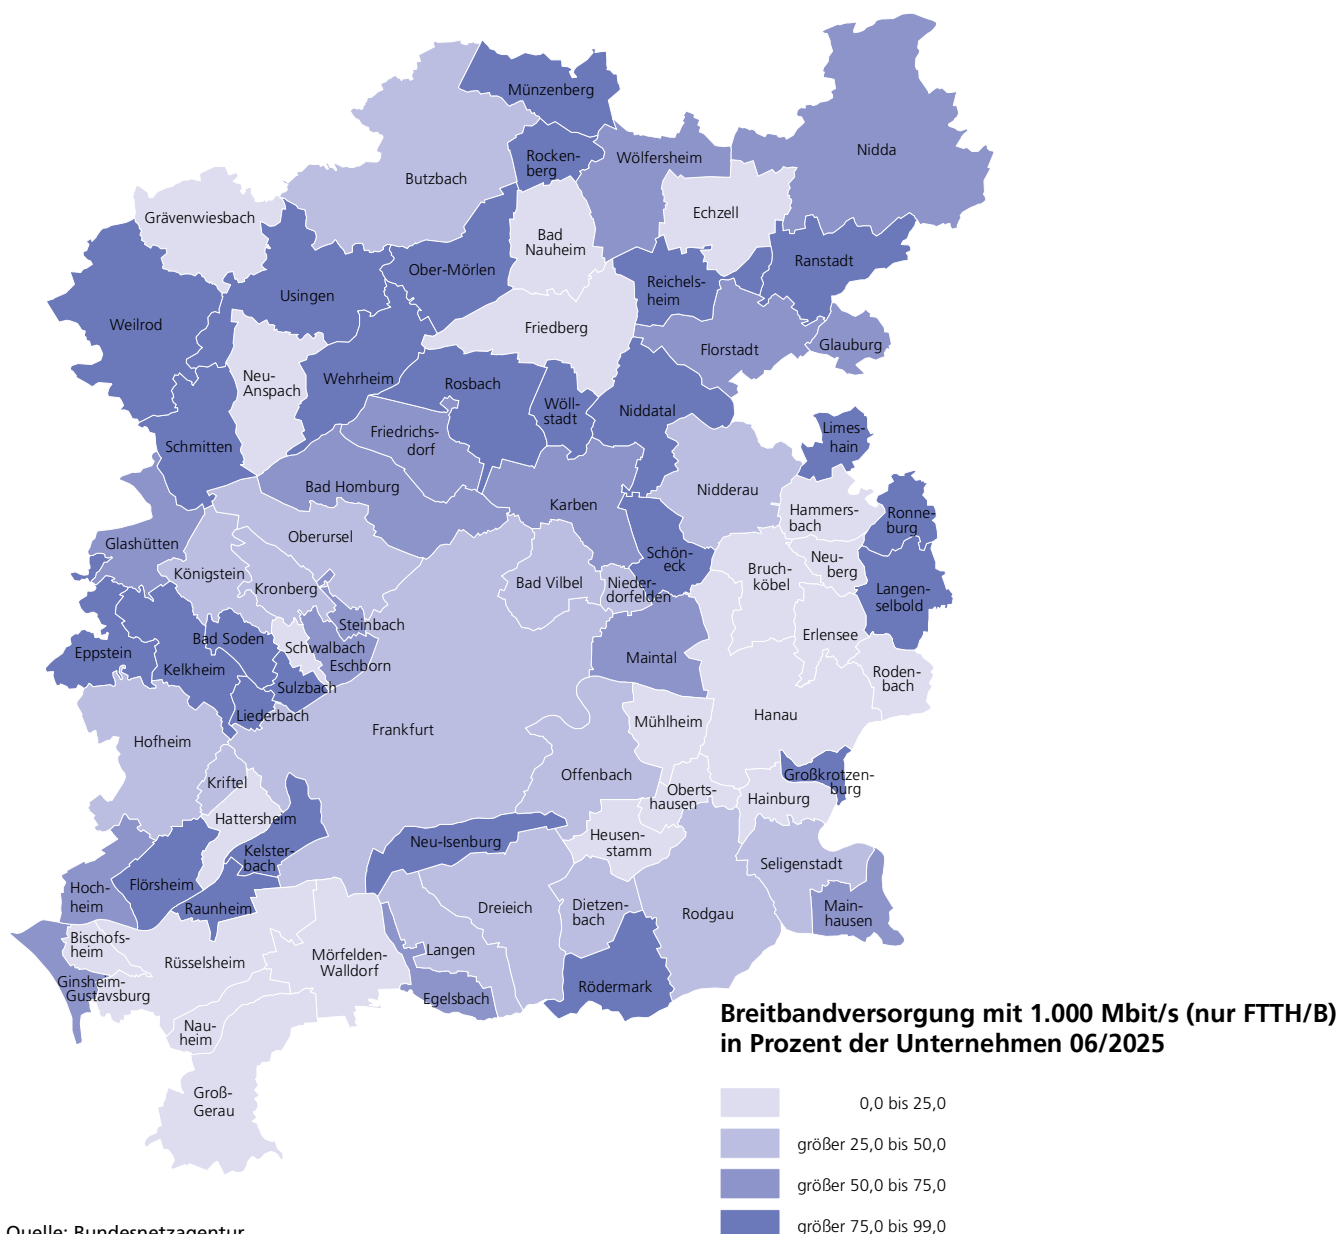 Münzenberg
Nidda
Rocken-
berg
Wölfersheim
Butzbach
Grävenwiesbach
Echzell
Bad
Nauheim
Ober-Mörlen
Ranstadt
Reichels-
heim
Usingen
Weilrod
Friedberg
Florstadt
Glauburg
Neu-
Anspach
Wehrheim
Rosbach
Wöll-
stadt
Niddatal
Limes-
hain
Schmitten
Friedrichs-
dorf
Bad Homburg
Karben
Nidderau
Hammers-
bach
Ronne-
burg
Glashütten
Oberursel
Schön-
eck
Neu-
berg
Königstein
Kronberg
Bad Vilbel
Nieder-
dorfelden
Bruch-
köbel
Langen-
selbold
Steinbach
Bad Soden
Schwalbach
Eschborn
Eppstein
Kelkheim
Maintal
Erlensee
Roden-
bach
Sulzbach
Liederbach
Hofheim
Frankfurt
Mühlheim
Hanau
Kriftel
Offenbach
Oberts-
hausen
Großkrotzen-
burg
Hainburg
Hattersheim
Kelster-
bach
Neu-Isenburg
Heusen-
stamm
Seligenstadt
Hoch-
heim
Flörsheim
Raunheim
Dreieich
Dietzen-
bach
Rodgau
Main-
hausen
Bischofs-
heim
Rüsselsheim
Mörfelden-
Walldorf
Langen
Ginsheim-
Gustavsburg
Egelsbach
Rödermark
Nau-
heim
Groß-
Gerau
Breitbandversorgung mit 1.000 Mbit/s (nur FTTH/B)
in Prozent der Unternehmen 06/2025
0,0 bis 25,0
größer 25,0 bis 50,0
größer 50,0 bis 75,0
größer 75,0 bis 99,0
Quelle: Bundesnetzagentur